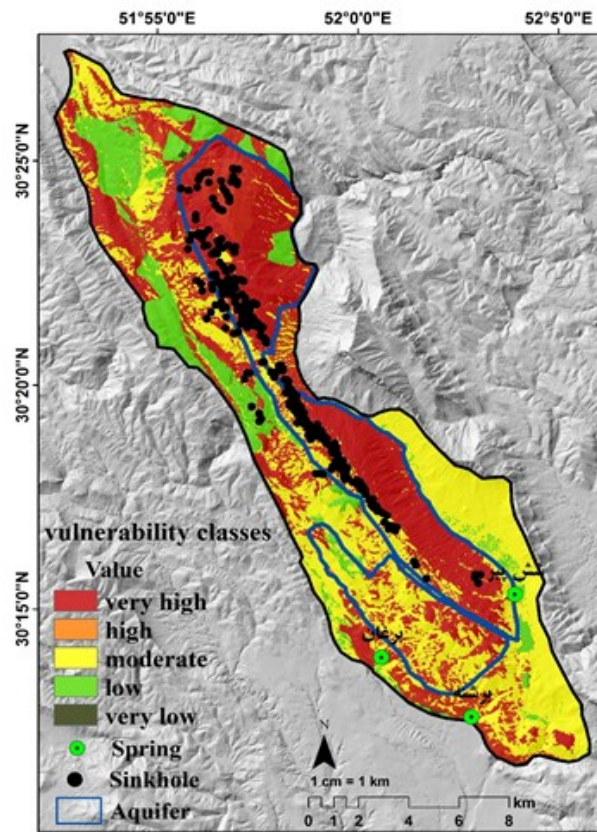 51°55'0"E
52°0'0"E
52°5'0"E
30°25'0"N
30°20'0"N
30°15'0"N
vulnerability classes
Value
very high
high
moderate
low
very low
Spring
Sinkhole
Aquifer
برغان
N
1 cm = 1 km
km
0 2 4 6 8